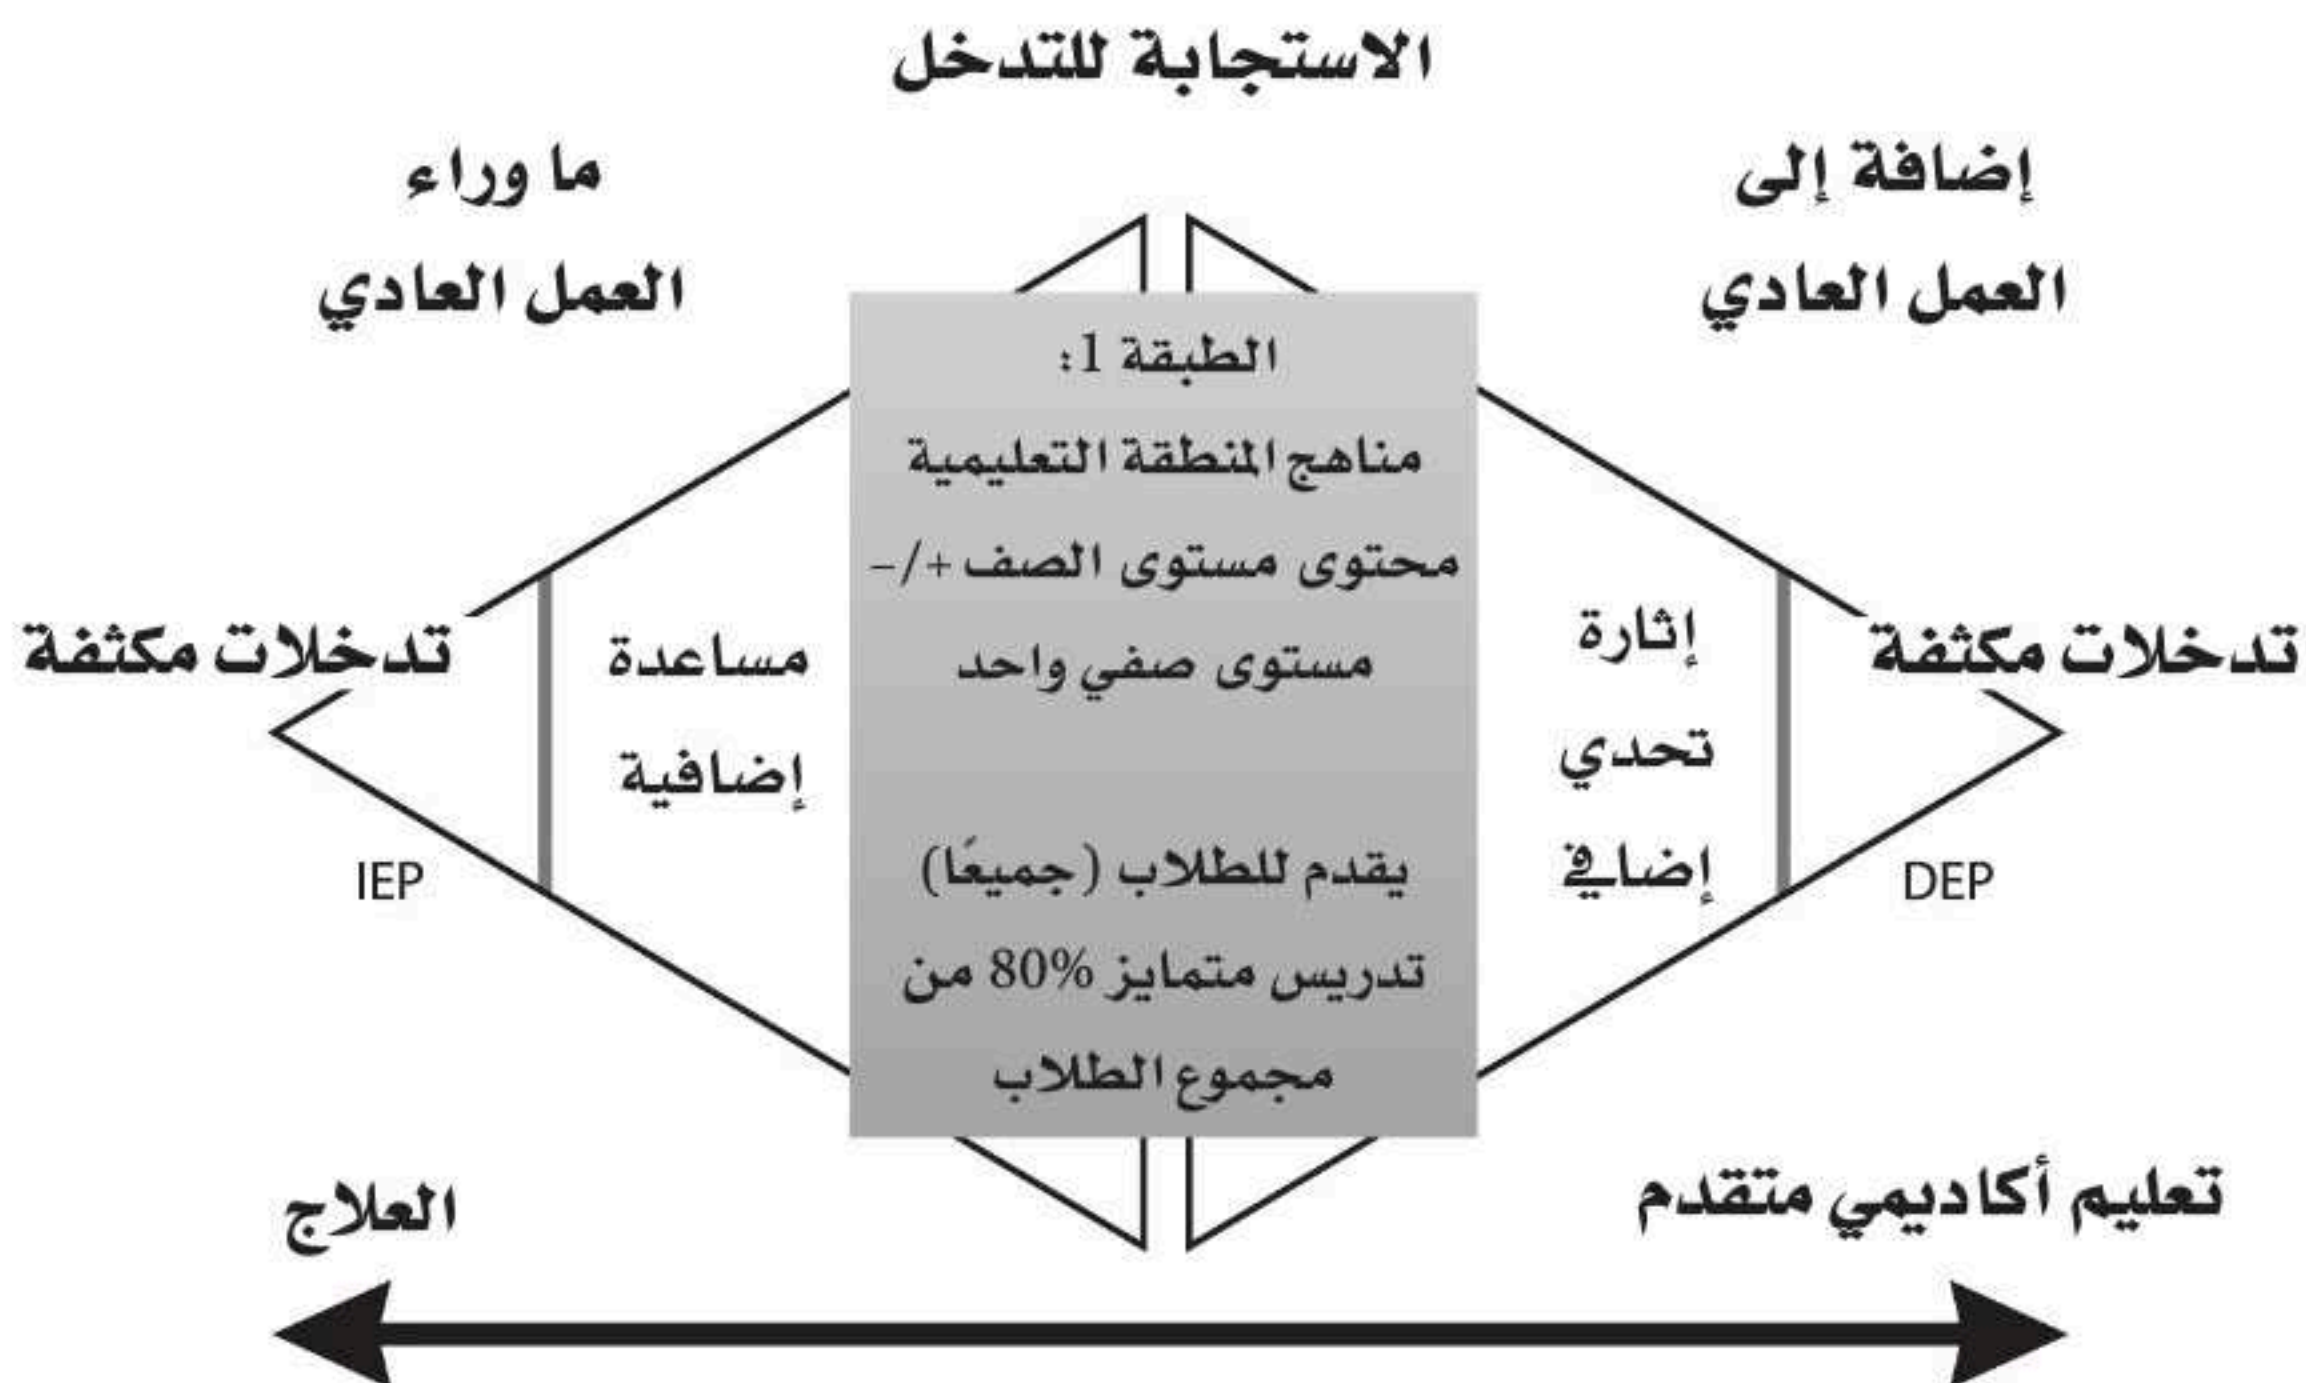 الاستجابة للتدخل
إضافة إلى
العمل العادي
ما وراء
العمل العادي
الطبقة 1:
مناهج المنطقة التعليمية
محتوى مستوى الصف +/-
مستوى صفي واحد
يقدم للطلاب (جميعًا)
تدريس متمايز 80% من
مجموع الطلاب
تدخلات مكثفة
إثارة
تحدي
إضافي
مساعدة
إضافية
تدخلات مكثفة
DEP
IEP
تعليم أكاديمي متقدم
العلاج